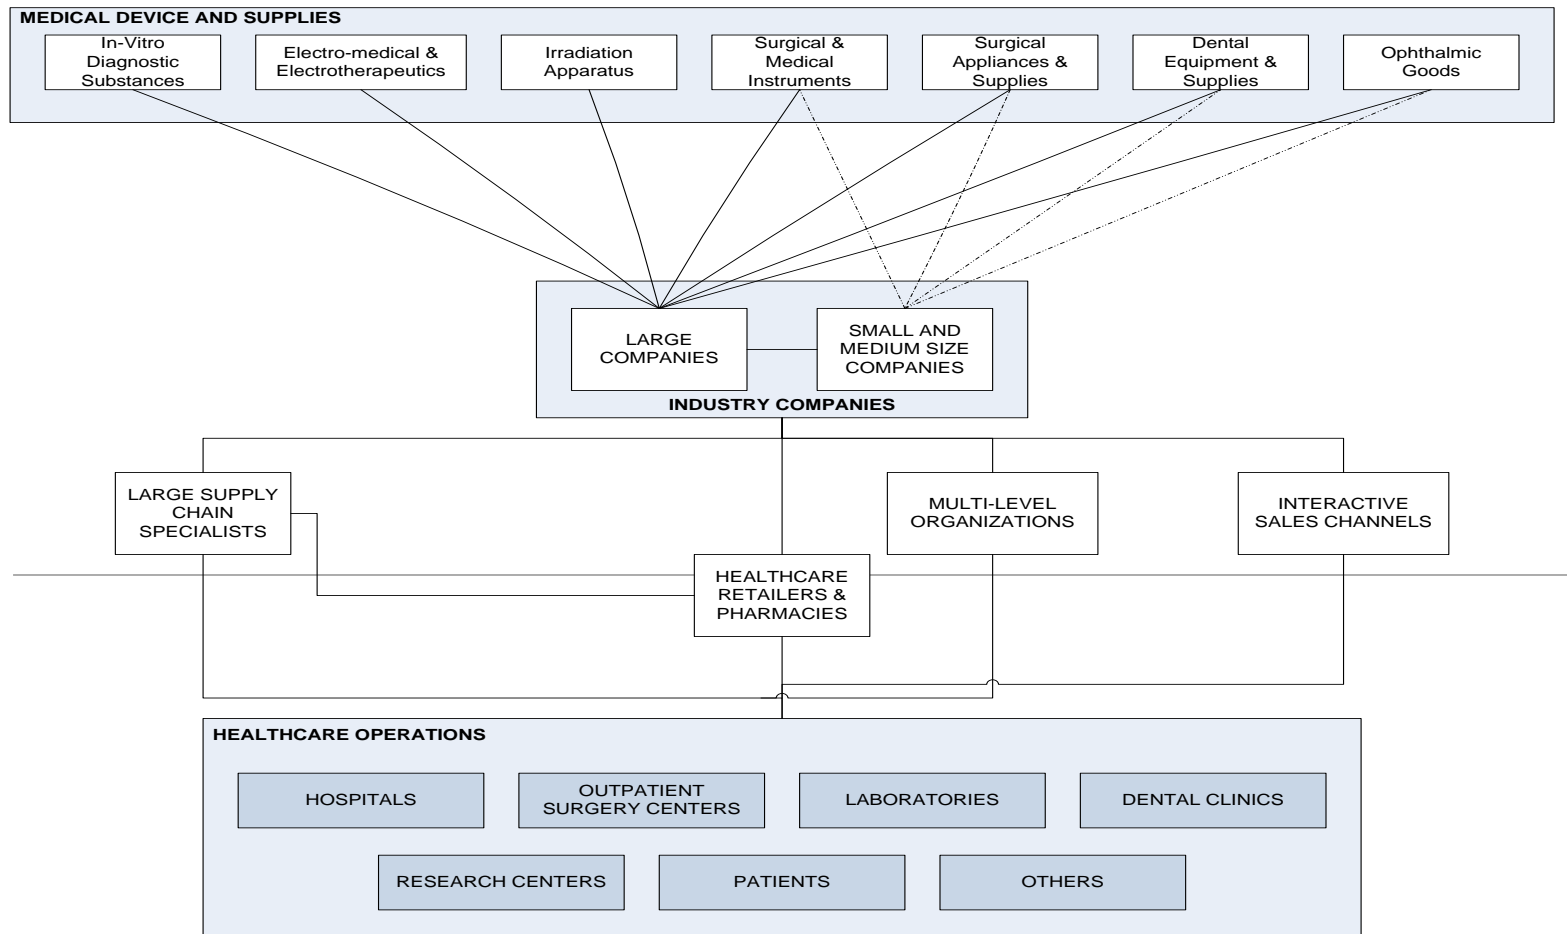 MEDICAL DEVICE AND SUPPLIES
In-Vitro
Diagnostic
Substances
Electro-medical &
Electrotherapeutics
Irradiation
Apparatus
Surgical &
Medical
Instruments
Surgical
Appliances &
Supplies
Dental
Equipment &
Supplies
Ophthalmic
Goods
LARGE
COMPANIES
SMALL AND
MEDIUM SIZE
COMPANIES
INDUSTRY COMPANIES
LARGE SUPPLY
CHAIN
SPECIALISTS
MULTI-LEVEL
ORGANIZATIONS
INTERACTIVE
SALES CHANNELS
HEALTHCARE
RETAILERS &
PHARMACIES
HEALTHCARE OPERATIONS
HOSPITALS
OUTPATIENT
SURGERY CENTERS
LABORATORIES
DENTAL CLINICS
RESEARCH CENTERS
PATIENTS
OTHERS